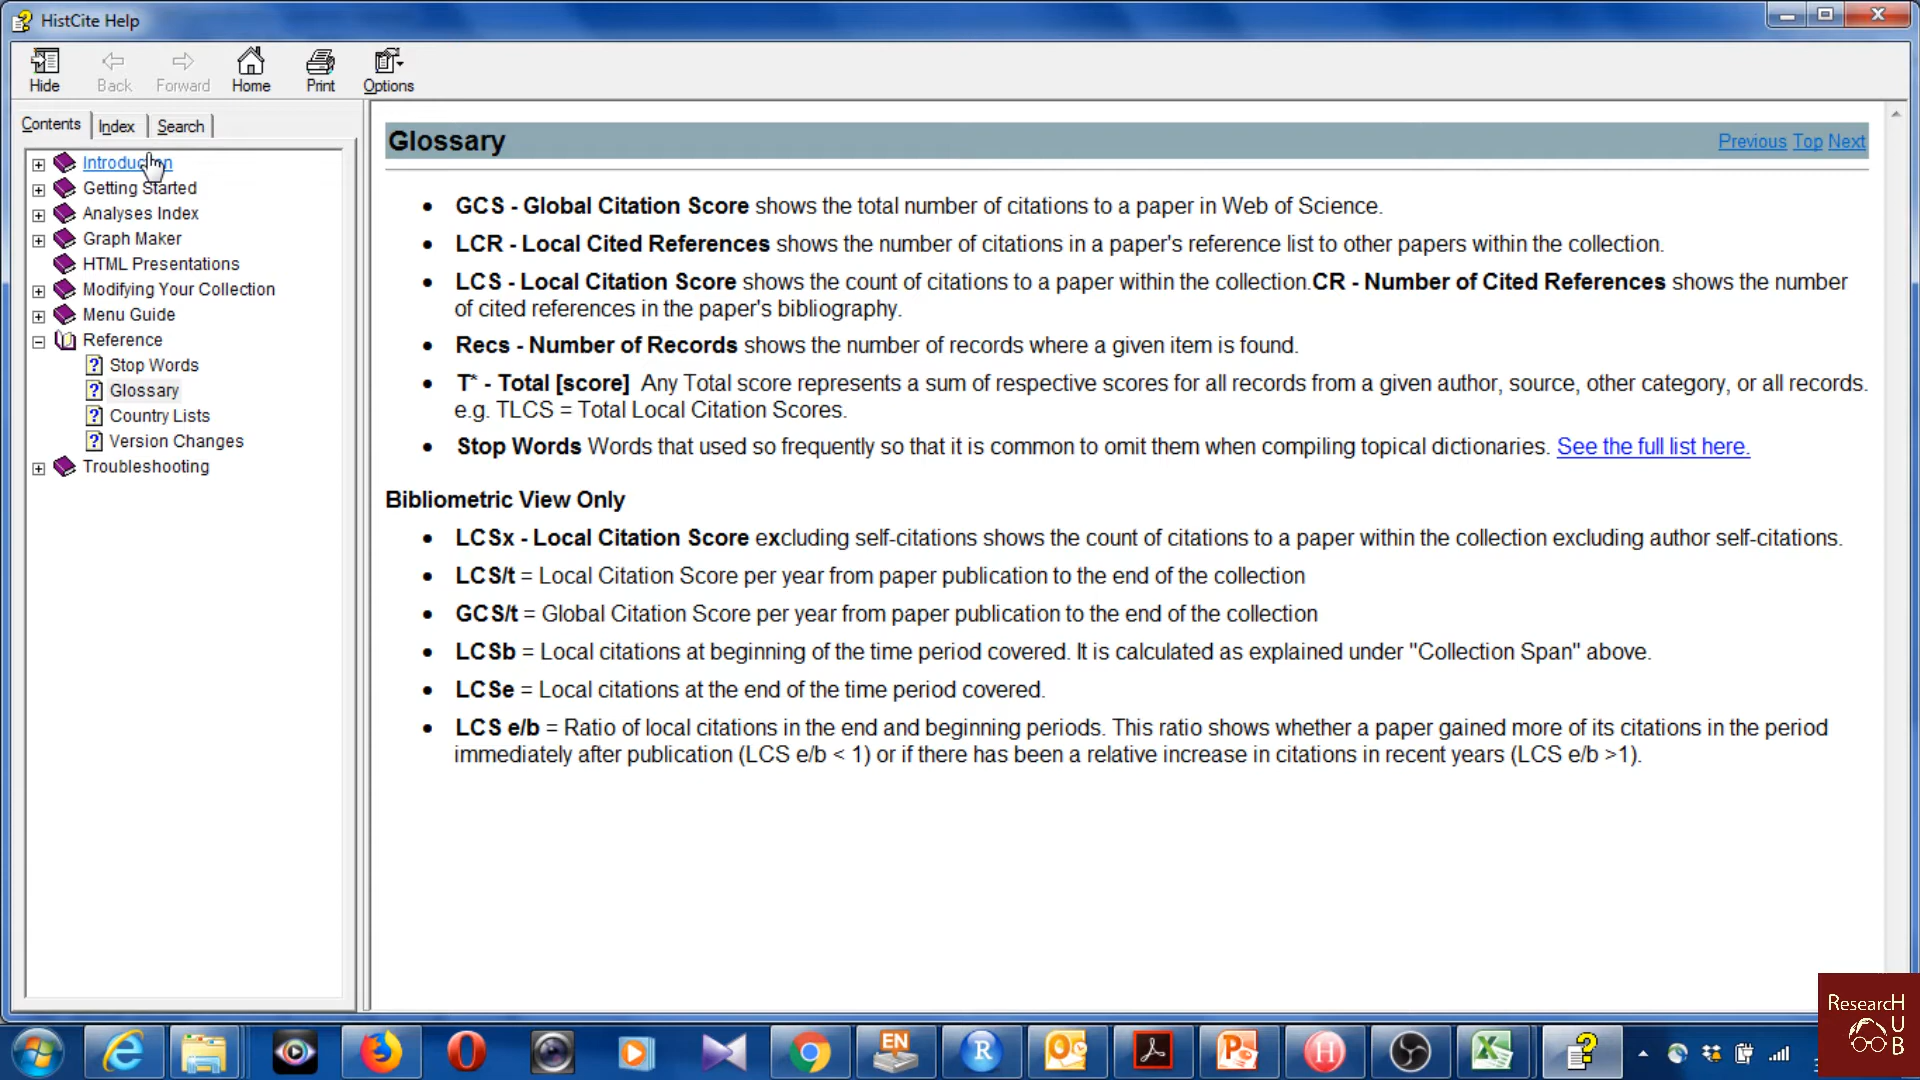 HistCite Help
Hide Back Forward Home Print Options
Contents Index Search
Introduction
Getting Started
Analyses Index
Graph Maker
HTML Presentations
Modifying Your Collection
Menu Guide
Reference
Stop Words
Glossary
Country Lists
Version Changes
Troubleshooting
Glossary
Previous Top Next
GCS - Global Citation Score shows the total number of citations to a paper in Web of Science.
LCR - Local Cited References shows the number of citations in a paper's reference list to other papers within the collection.
LCS - Local Citation Score shows the count of citations to a paper within the collection.CR - Number of Cited References shows the number
of cited references in the paper's bibliography.
Recs - Number of Records shows the number of records where a given item is found.
T* - Total [score] Any Total score represents a sum of respective scores for all records from a given author, source, other category, or all records.
e.g. TLCS = Total Local Citation Scores.
Stop Words Words that used so frequently so that it is common to omit them when compiling topical dictionaries. See the full list here.
Bibliometric View Only
LCSx - Local Citation Score excluding self-citations shows the count of citations to a paper within the collection excluding author self-citations.
LCS/t = Local Citation Score per year from paper publication to the end of the collection
GCS/t = Global Citation Score per year from paper publication to the end of the collection
LCSb = Local citations at beginning of the time period covered. It is calculated as explained under "Collection Span" above.
LCSe = Local citations at the end of the time period covered.
LCS e/b = Ratio of local citations in the end and beginning periods. This ratio shows whether a paper gained more of its citations in the period
immediately after publication (LCS e/b < 1) or if there has been a relative increase in citations in recent years (LCS e/b >1).
EN
ResearcH
U
B